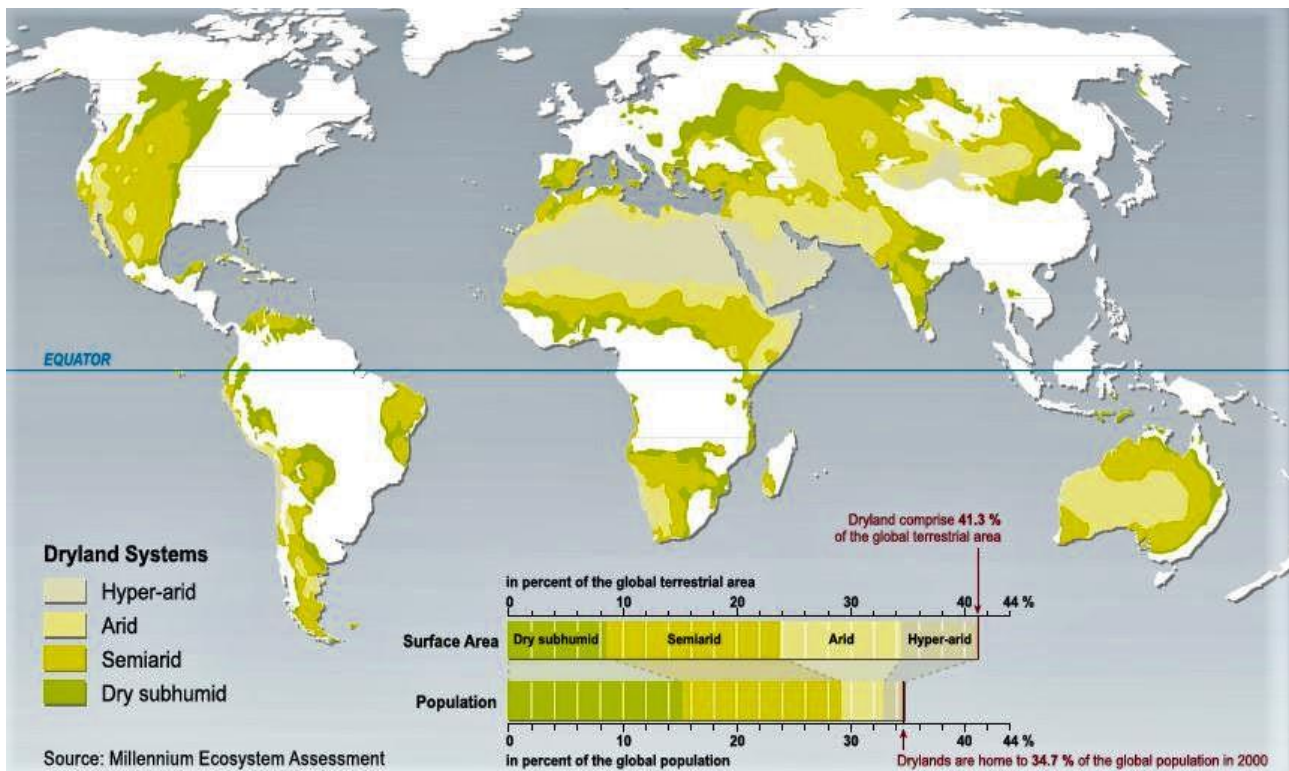 EQUATOR
Dryland Systems
Hyper-arid
Arid
Semiarid
Dry subhumid
Source: Millennium Ecosystem Assessment
Dryland comprise 41.3 %
of the global terrestrial area
in percent of the global terrestrial area
0 10 20 30 40 44 %
Surface Area Dry subhumid Semiarid Arid Hyper-arid
Population
0 10 20 30 40 44 %
in percent of the global population
Drylands are home to 34.7 % of the global population in 2000